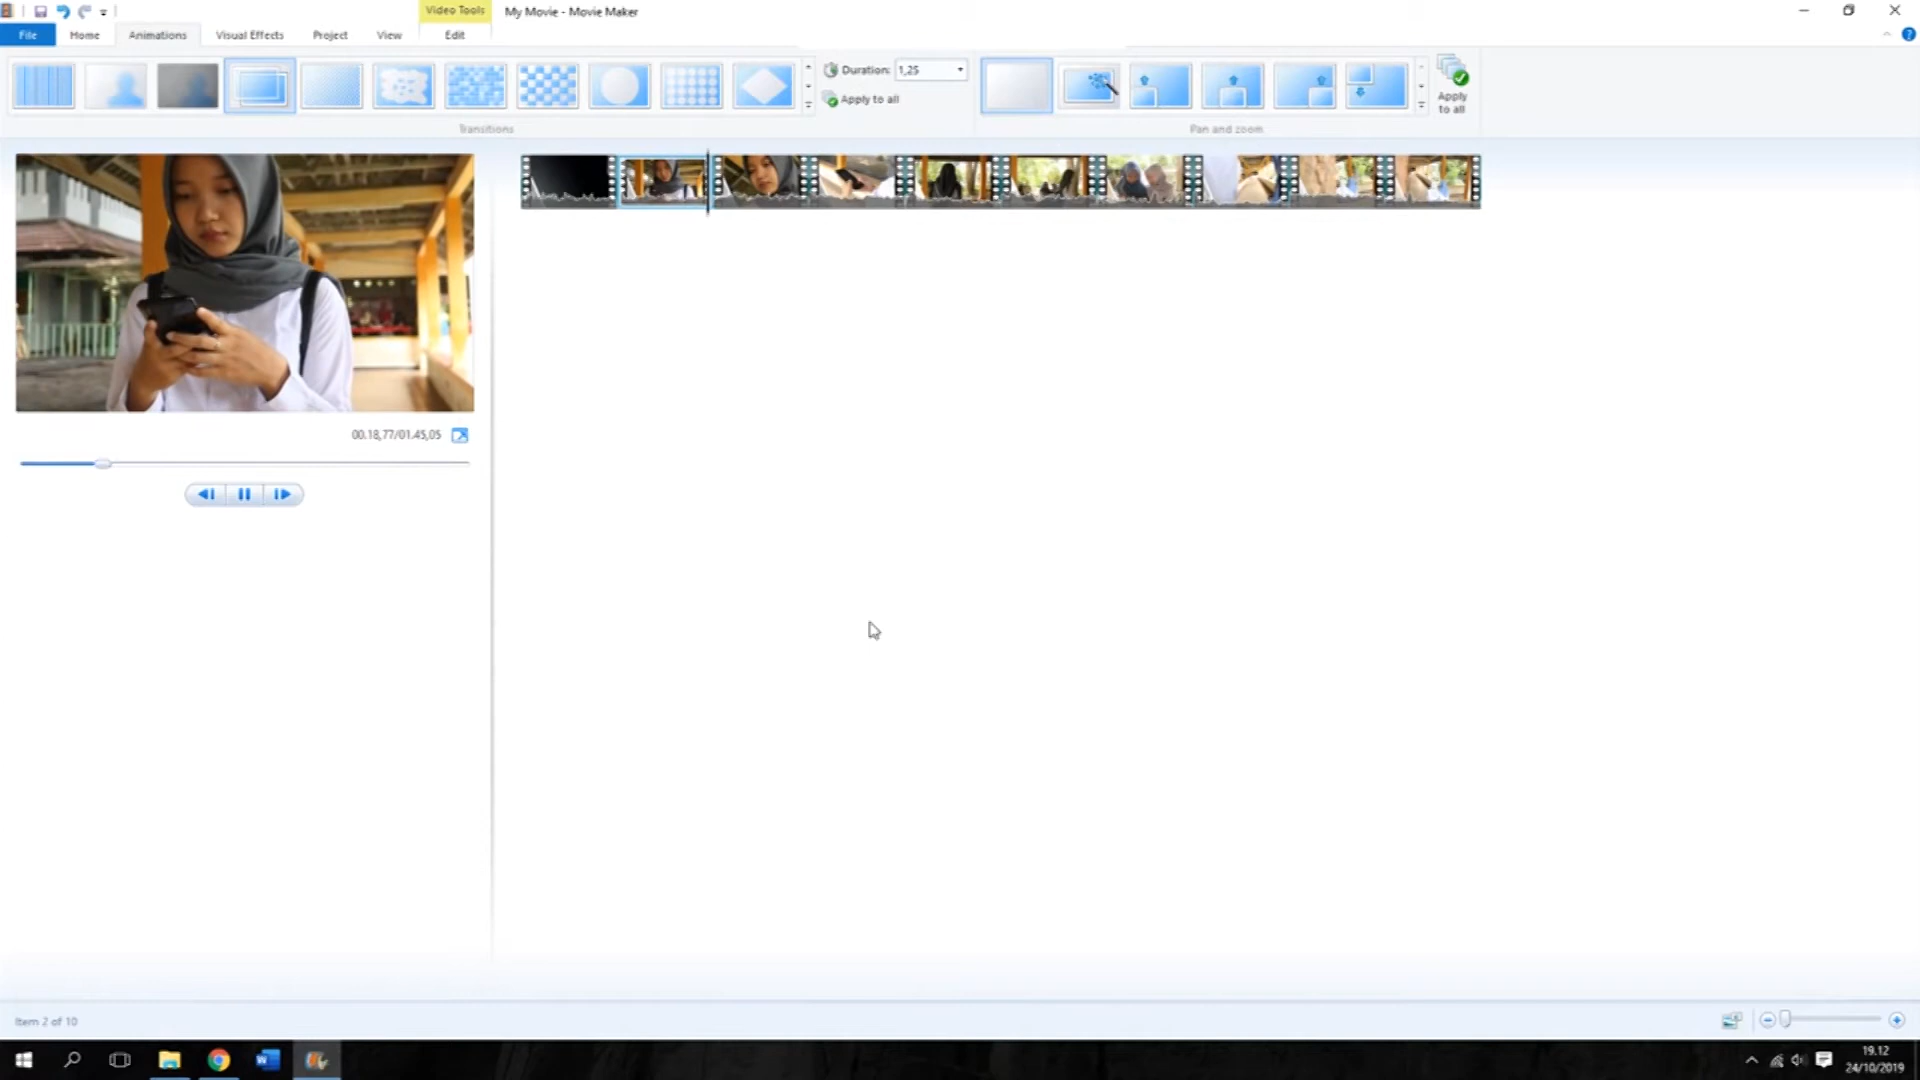 Video Tools
My Movie - Movie Maker
File
Home
Animations
Visual Effects
Project
View
Edit
Duration: 1,25
Apply to all
Transitions
Pan and zoom
Apply
to all
00.18,77/01.45,05
Item 2 of 10
19.12
24/10/2019